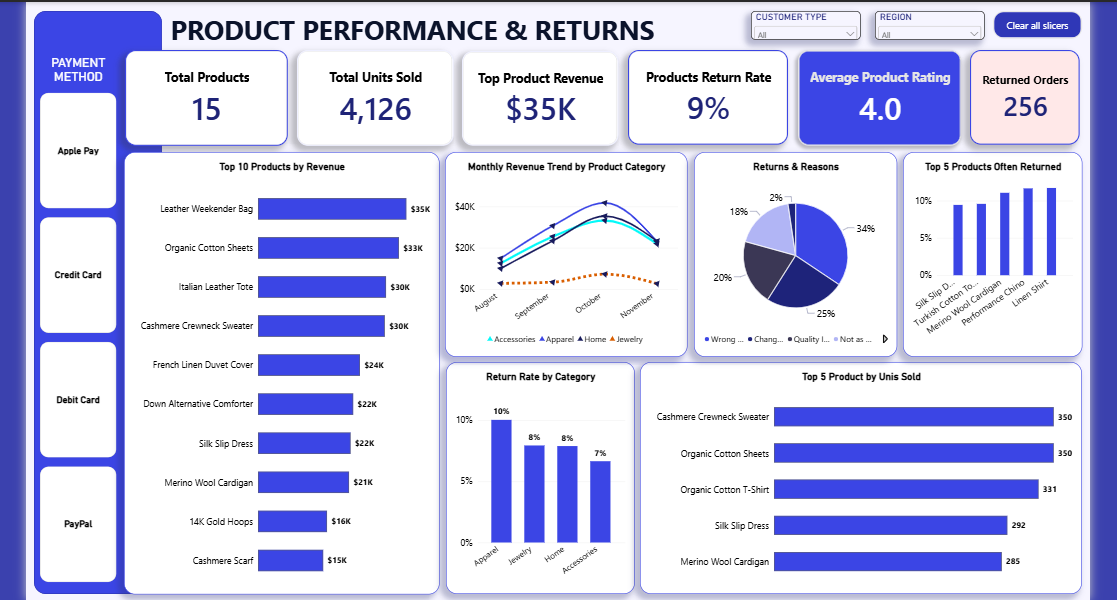 PRODUCT PERFORMANCE & RETURNS
CUSTOMER TYPE
All
REGION
All
Clear all slicers
PAYMENT
METHOD
Apple Pay
Credit Card
Debit Card
PayPal
Total Products
15
Total Units Sold
4,126
Top Product Revenue
$35K
Products Return Rate
9%
Average Product Rating
4.0
Returned Orders
256
Top 10 Products by Revenue
Leather Weekender Bag $35K
Organic Cotton Sheets $33K
Italian Leather Tote $30K
Cashmere Crewneck Sweater $30K
French Linen Duvet Cover $24K
Down Alternative Comforter $22K
Silk Slip Dress $22K
Merino Wool Cardigan $21K
14K Gold Hoops $16K
Cashmere Scarf $15K
Monthly Revenue Trend by Product Category
$40K
$20K
$0K
August September October November
Accessories Apparel Home Jewelry
Returns & Reasons
2%
18%
34%
20%
25%
Wrong ... Chang... Quality I... Not as ...
Top 5 Products Often Returned
10%
5%
0%
Silk Slip D... Turkish Cotton To... Merino Wool Cardigan Performance Chino Linen Shirt
Return Rate by Category
10%
5%
0%
10% 8% 8% 7%
Apparel Jewelry Home Accessories
Top 5 Product by Unis Sold
Cashmere Crewneck Sweater 350
Organic Cotton Sheets 350
Organic Cotton T-Shirt 331
Silk Slip Dress 292
Merino Wool Cardigan 285